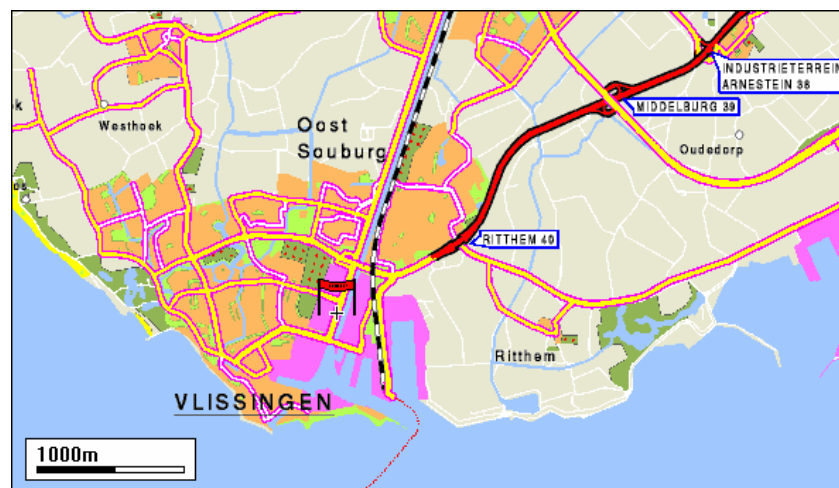 INDUSTRIETERREIN
ARNESTEIN 38
MIDDELBURG 39
Westhoek
Oost
Souburg
Oudedorp
RITTHEM 40
Ritthem
VLISSINGEN
1000m